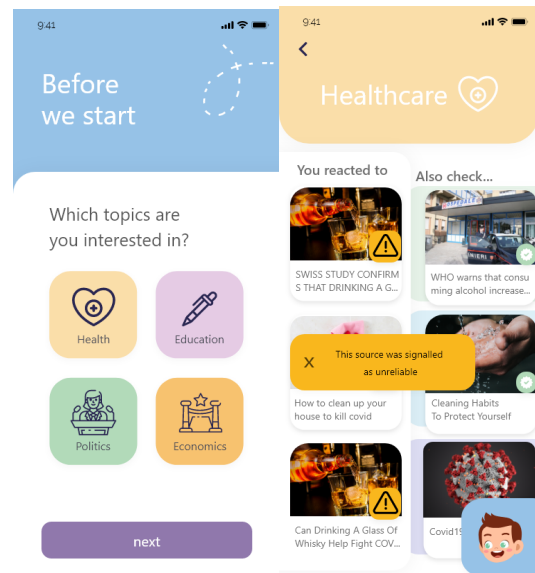 9:41
Before
we start
Which topics are
you interested in?
Health
Education
Politics
Economics
next
9:41
Healthcare
You reacted to
SWISS STUDY CONFIRM
S THAT DRINKING A G...
This source was signalled
as unreliable
X
How to clean up your
house to kill covid
Can Drinking A Glass Of
Whisky Help Fight COV...
Also check...
WHO warns that consu
ming alcohol increase...
Cleaning Habits
To Protect Yourself
Covid19